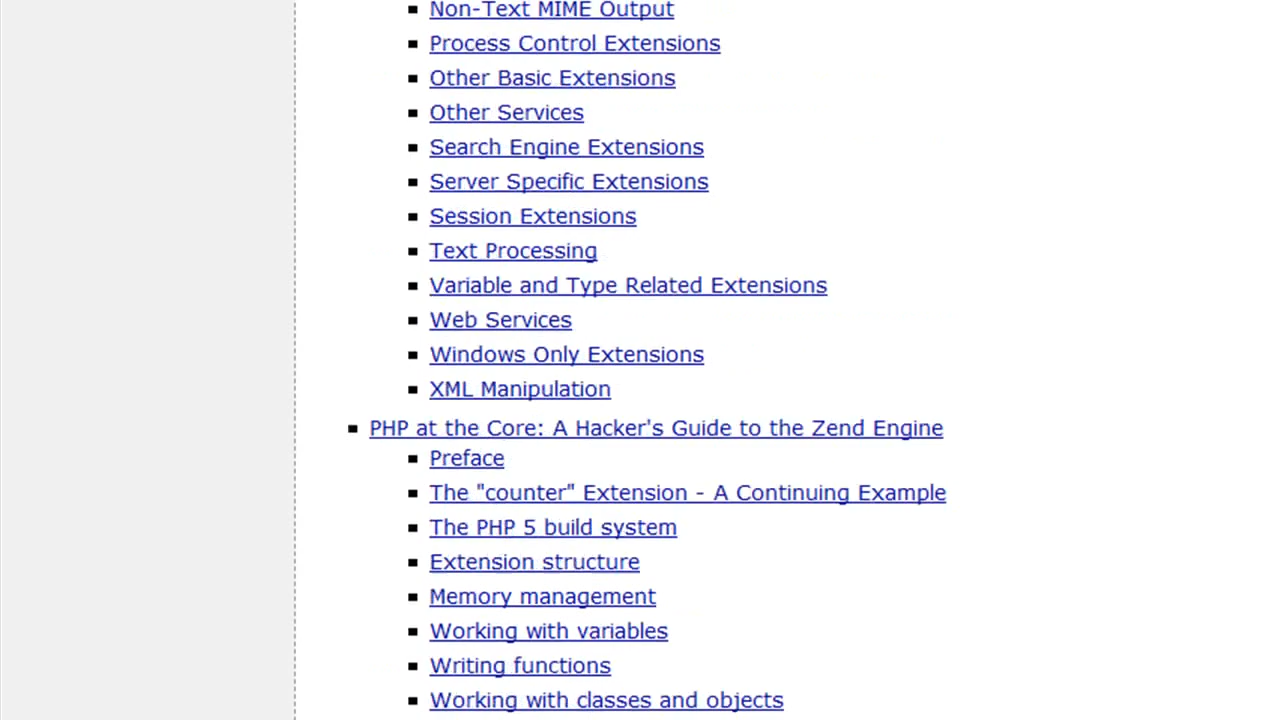 Non-Text MIME Output
Process Control Extensions
Other Basic Extensions
Other Services
Search Engine Extensions
Server Specific Extensions
Session Extensions
Text Processing
Variable and Type Related Extensions
Web Services
Windows Only Extensions
XML Manipulation
PHP at the Core: A Hacker's Guide to the Zend Engine
Preface
The "counter" Extension - A Continuing Example
The PHP 5 build system
Extension structure
Memory management
Working with variables
Writing functions
Working with classes and objects